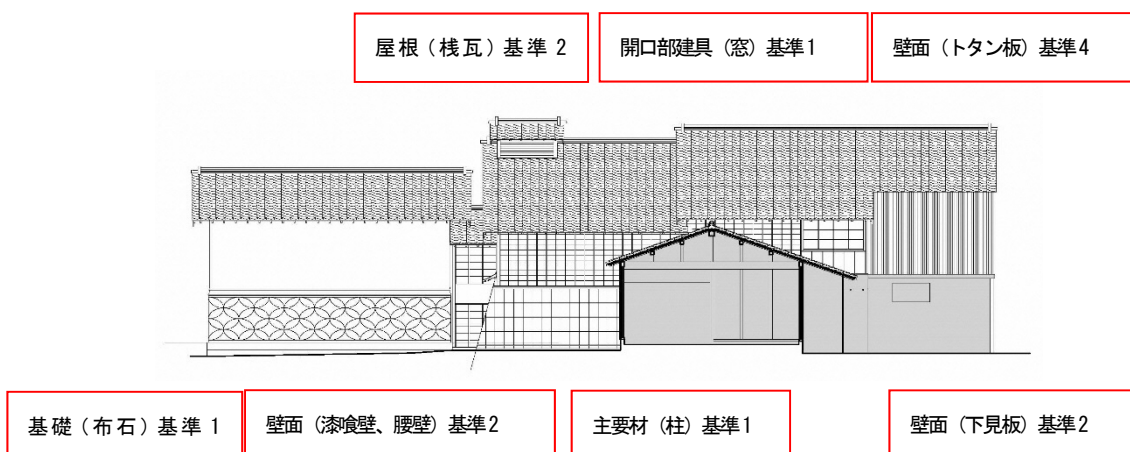 屋根（桟瓦）基準 2
開口部建具（窓）基準1
壁面（トタン板）基準4
基礎（布石）基準 1
壁面（漆喰壁、腰壁）基準2
主要材（柱）基準1
壁面（下見板）基準2